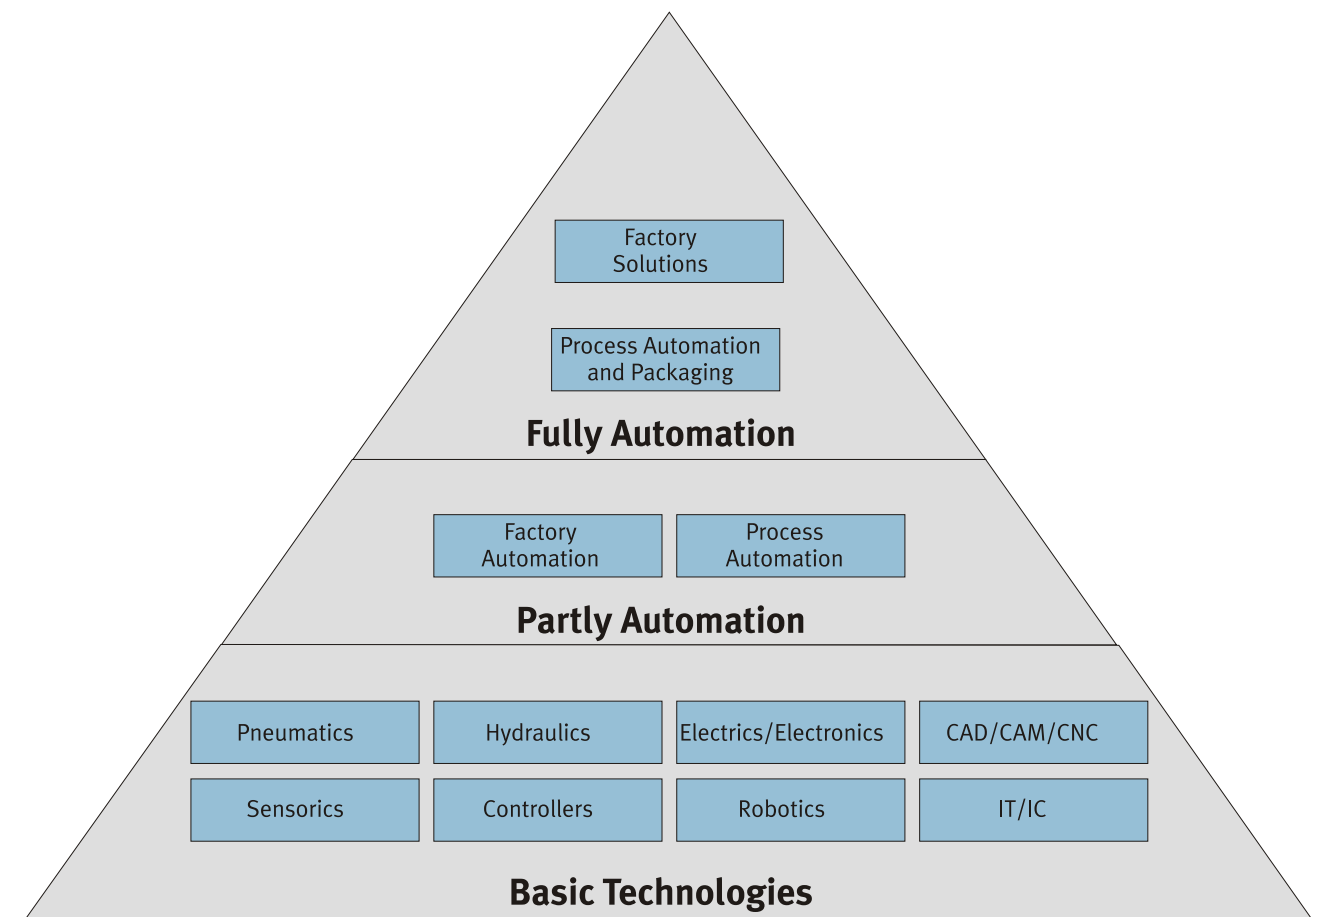 Factory
Solutions
Process Automation
and Packaging
Fully Automation
Factory
Automation
Process
Automation
Partly Automation
Pneumatics
Hydraulics
Electrics/Electronics
CAD/CAM/CNC
Sensorics
Controllers
Robotics
IT/IC
Basic Technologies